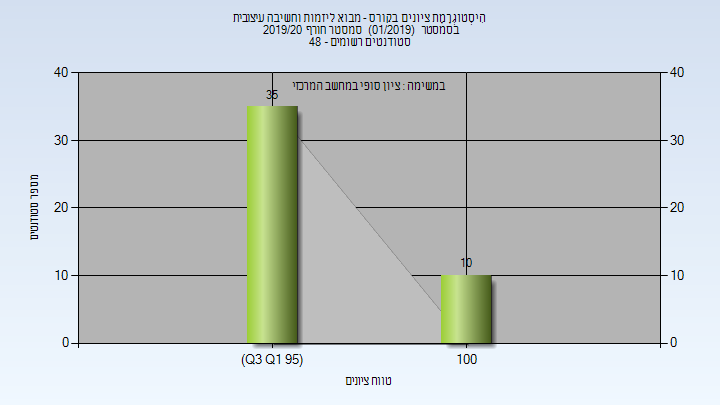 הִיסְטוֹגְרָמַת ציונים בקורס - מבוא ליזמות וחשיבה עיצובית
בסמסטר (01/2019) סמסטר חורף 2019/20
סטודנטים רשומים - 48
במשימה : ציון סופי במחשב המרכזי
40
30
20
10
0
מספר סטודנטים
35
10
40
30
20
10
0
(Q3 Q1 95)
100
טווח ציונים